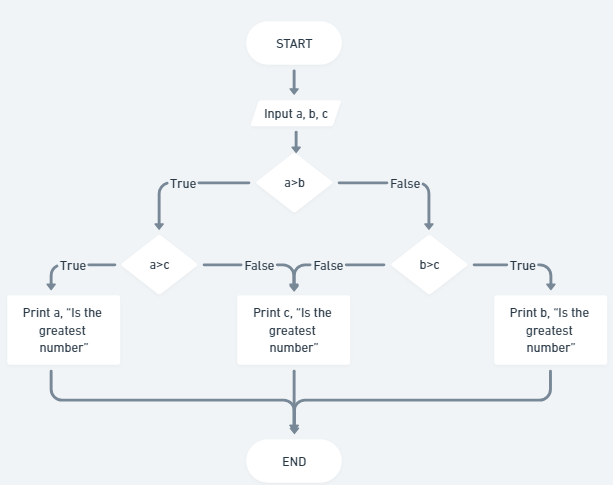 START
Input a, b, c
a>b
True
False
a>c
b>c
True
False
False
True
Print a, “Is the
greatest
number”
Print c, “Is the
greatest
number”
Print b, “Is the
greatest
number”
END